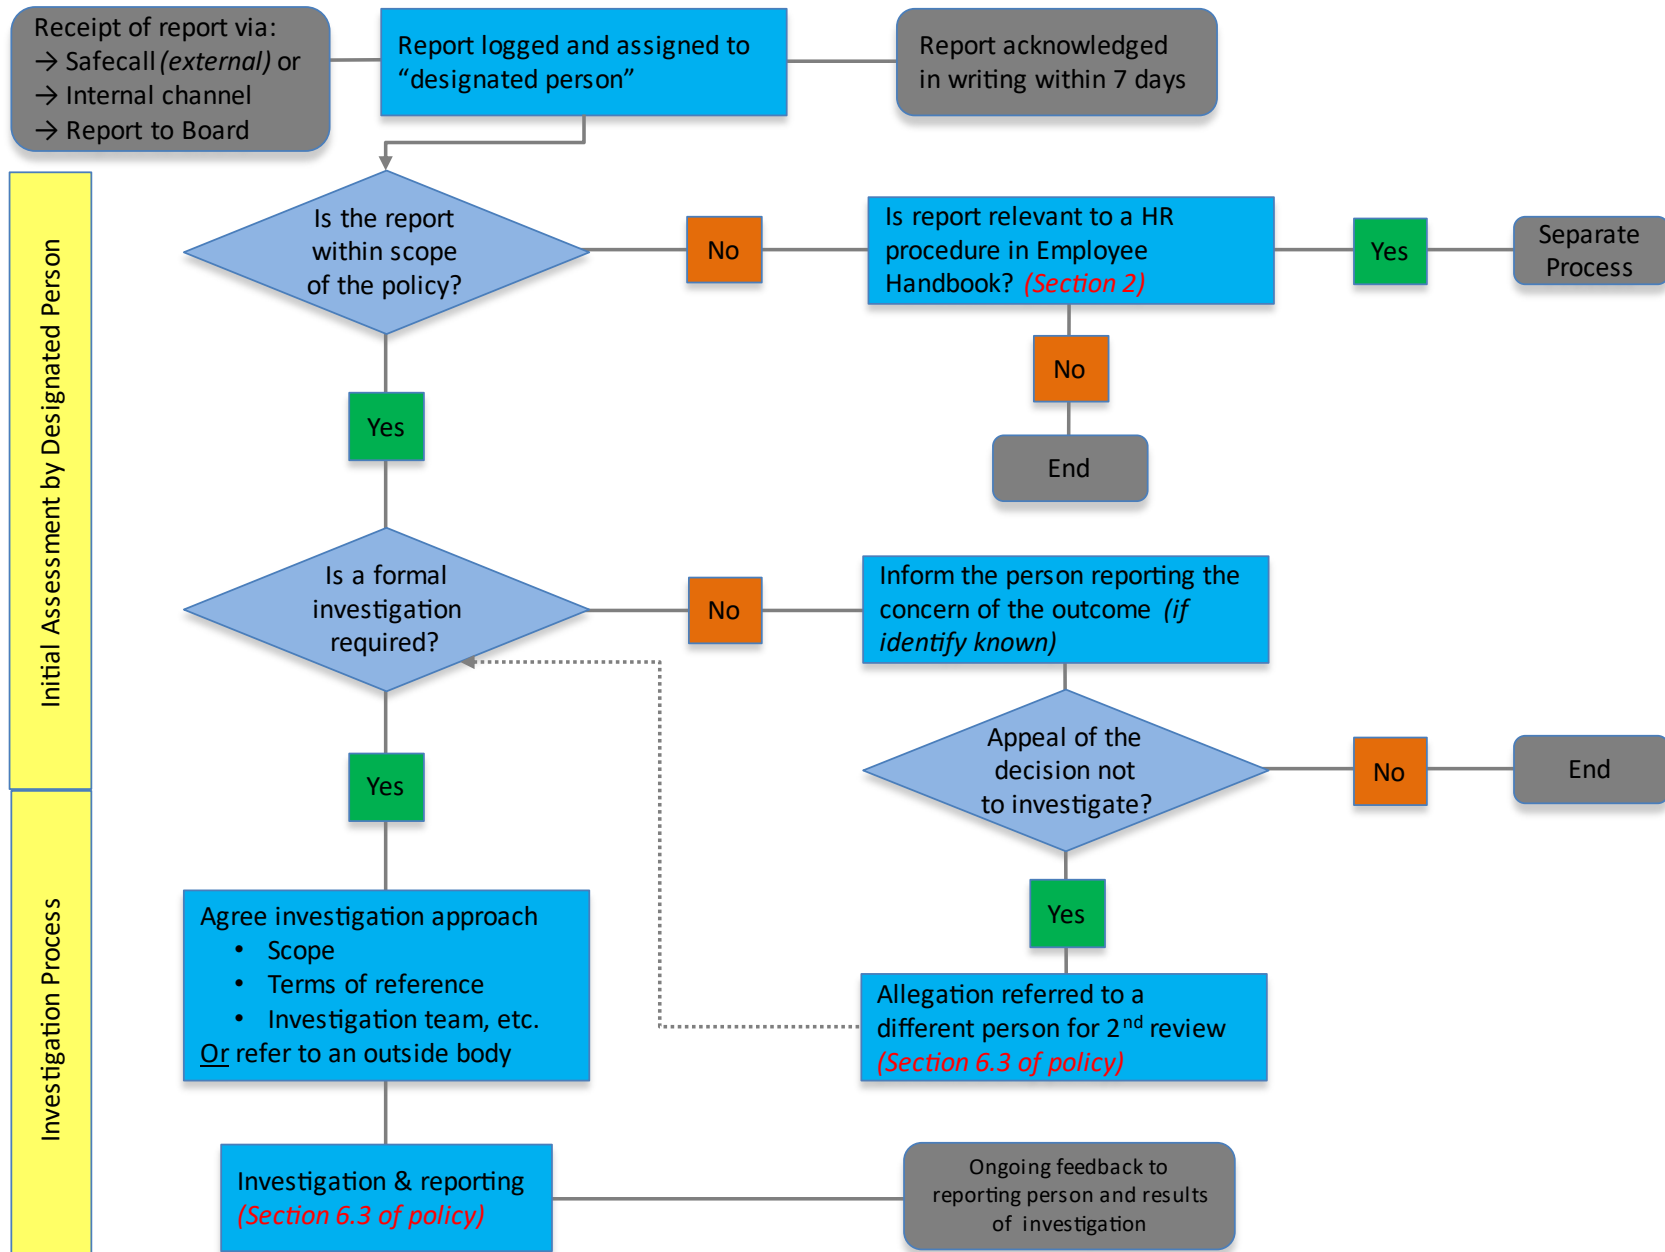 Receipt of report via:
→ Safecall (external) or
→ Internal channel
→ Report to Board
Report logged and assigned to
“designated person”
Report acknowledged
in writing within 7 days
Initial Assessment by Designated Person
Is the report
within scope
of the policy?
No
Is report relevant to a HR
procedure in Employee
Handbook? (Section 2)
Yes
Separate
Process
No
End
Yes
Is a formal
investigation
required?
No
Inform the person reporting the
concern of the outcome (if
identify known)
Appeal of the
decision not
to investigate?
No
End
Yes
Yes
Investigation Process
Agree investigation approach
• Scope
• Terms of reference
• Investigation team, etc.
Or refer to an outside body
Allegation referred to a
different person for 2nd review
(Section 6.3 of policy)
Investigation & reporting
(Section 6.3 of policy)
Ongoing feedback to
reporting person and results
of investigation